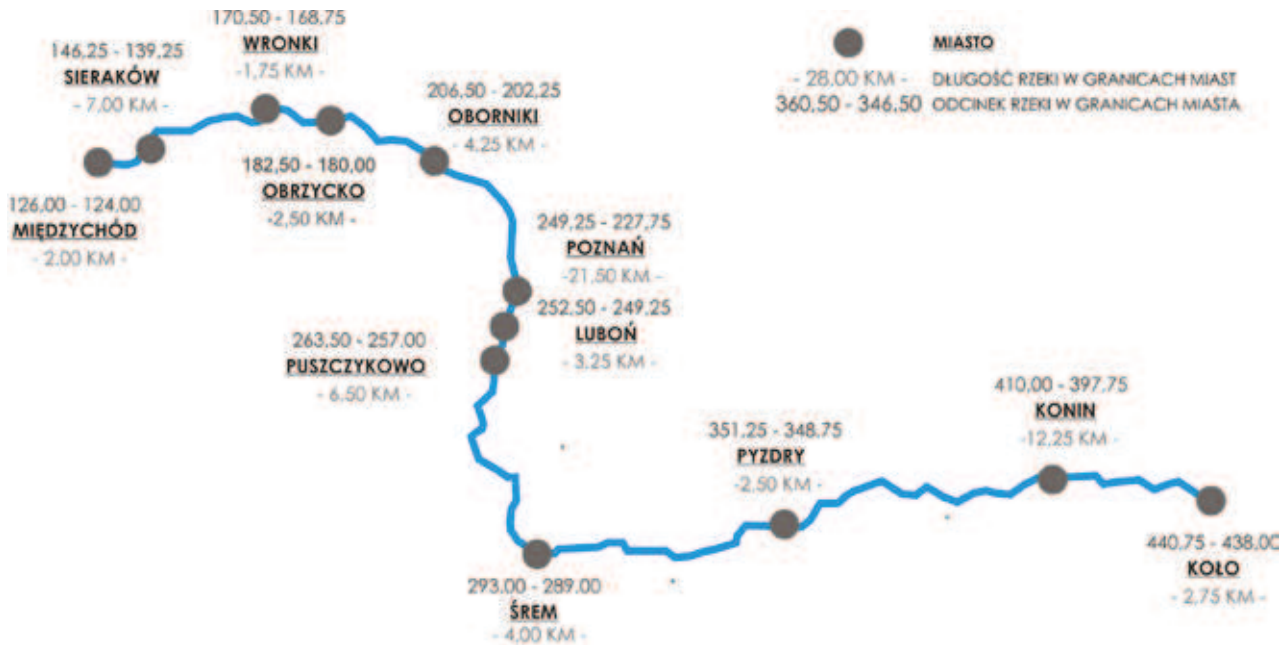 170,50 - 168,75
WRONKI
-1,75 KM -
146,25 - 139,25
SIERAKÓW
- 7,00 KM -
MIASTO
- 28,00 KM - DŁUGOŚĆ RZEKI W GRANICACH MIAST
360,50 - 346,50 ODCINEK RZEKI W GRANICACH MIASTA
206,50 - 202,25
OBORNIKI
- 4,25 KM -
182,50 - 180,00
OBRZYCKO
-2,50 KM -
126,00 - 124,00
MIĘDZYCHÓD
- 2,00 KM -
249,25 - 227,75
POZNAŃ
-21,50 KM -
252,50 - 249,25
LUBOŃ
- 3,25 KM -
263,50 - 257,00
PUSZCZYKOWO
- 6,50 KM -
410,00 - 397,75
KONIN
-12,25 KM -
351,25 - 348,75
PYZDRY
-2,50 KM -
440,75 - 438,00
KOŁO
- 2,75 KM -
293,00 - 289,00
ŚREM
- 4,00 KM -